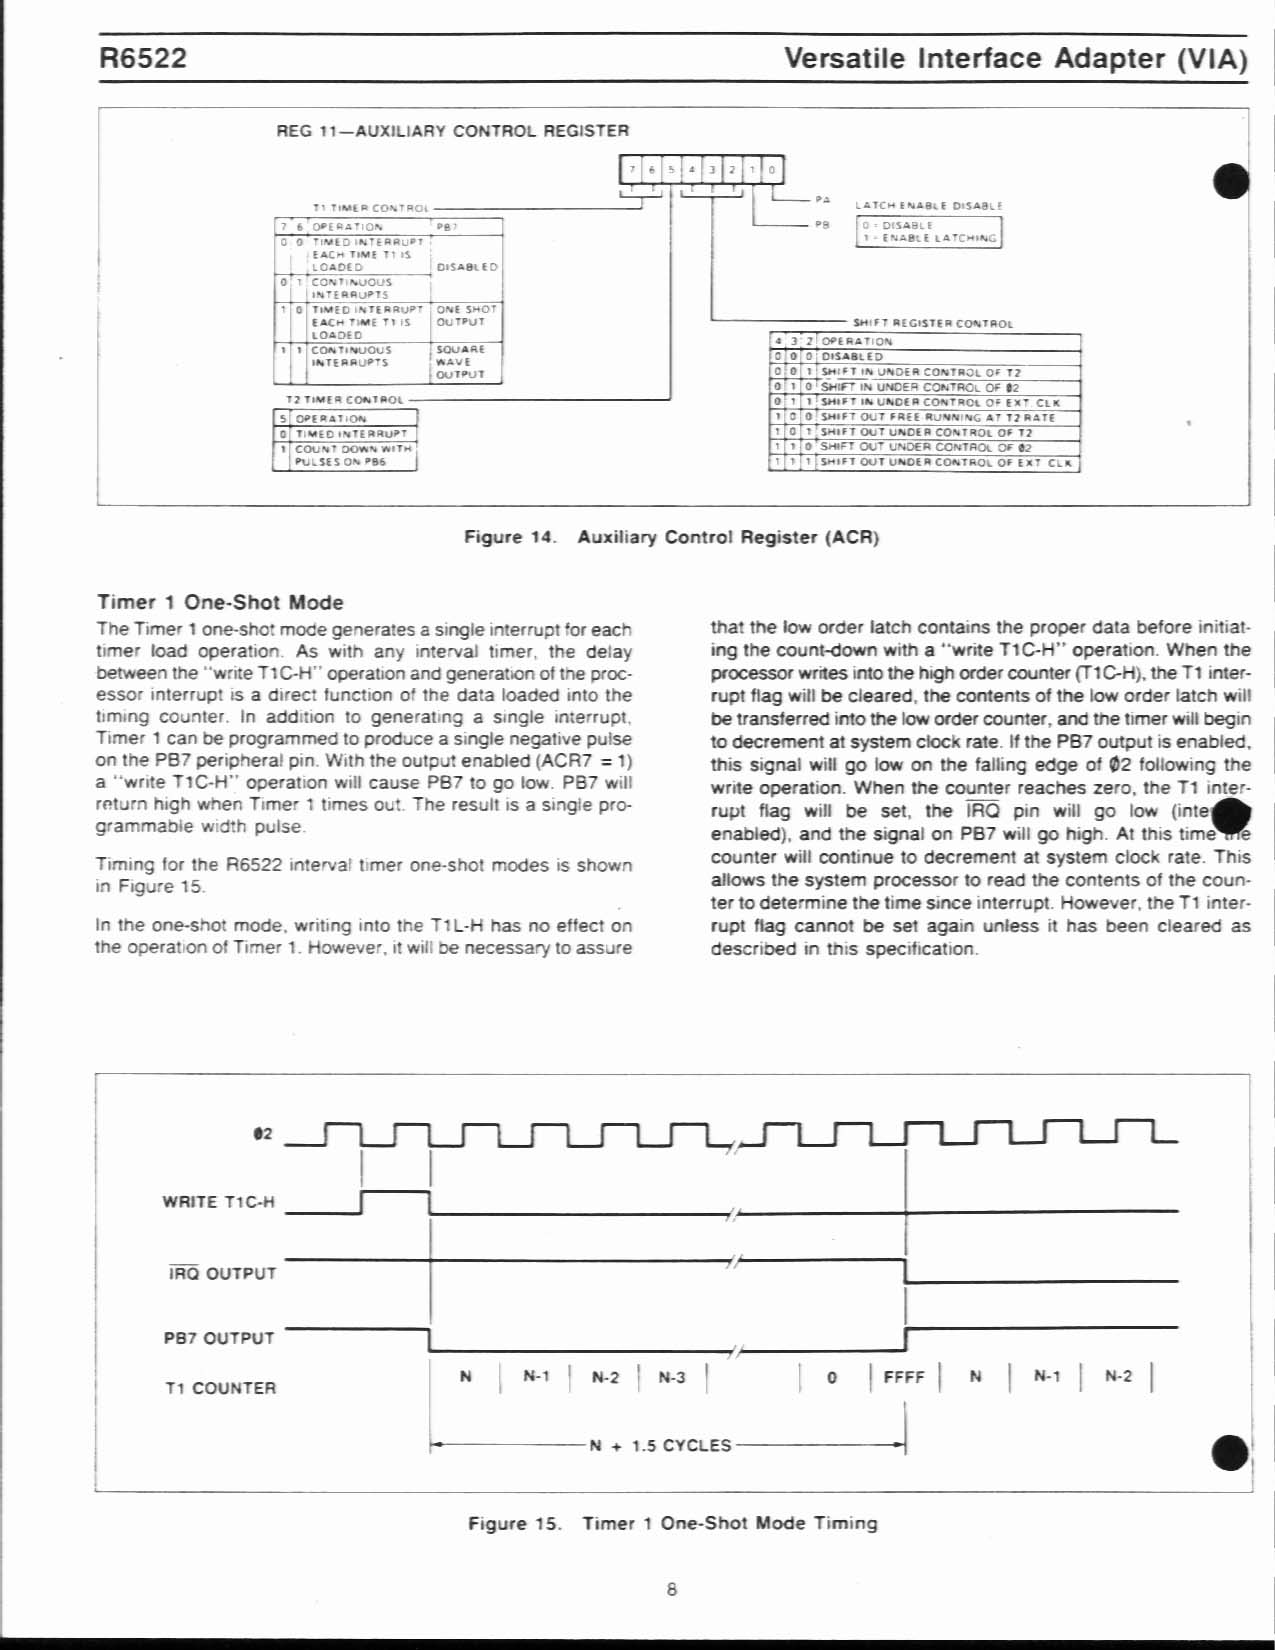 R6522
Versatile Interface Adapter (VIA)
REG 11—AUXILIARY CONTROL REGISTER
7 6 5 4 3 2 1 0
PA
PB
LATCH ENABLE DISABLE
0 = DISABLE
1 = ENABLE LATCHING
T1 TIMER CONTROL
7 6 OPERATION PB7
0 0 TIMED INTERRUPT
EACH TIME T1 IS
LOADED DISABLED
0 1 CONTINUOUS
INTERRUPTS
1 0 TIMED INTERRUPT ONE SHOT
EACH TIME T1 IS OUTPUT
LOADED
1 1 CONTINUOUS SQUARE
INTERRUPTS WAVE
OUTPUT
T2 TIMER CONTROL
5 OPERATION
0 TIMED INTERRUPT
1 COUNT DOWN WITH
PULSES ON PB6
SHIFT REGISTER CONTROL
4 3 2 OPERATION
0 0 0 DISABLED
0 0 1 SHIFT IN UNDER CONTROL OF T2
0 1 0 SHIFT IN UNDER CONTROL OF Ø2
0 1 1 SHIFT IN UNDER CONTROL OF EXT. CLK
1 0 0 SHIFT OUT FREE RUNNING AT T2 RATE
1 0 1 SHIFT OUT UNDER CONTROL OF T2
1 1 0 SHIFT OUT UNDER CONTROL OF Ø2
1 1 1 SHIFT OUT UNDER CONTROL OF EXT CLK
Figure 14. Auxiliary Control Register (ACR)
Timer 1 One-Shot Mode
The Timer 1 one-shot mode generates a single interrupt for each
timer load operation. As with any interval timer, the delay
between the "write T1C-H" operation and generation of the proc-
essor interrupt is a direct function of the data loaded into the
timing counter. In addition to generating a single interrupt,
Timer 1 can be programmed to produce a single negative pulse
on the PB7 peripheral pin. With the output enabled (ACR7 = 1)
a "write T1C-H" operation will cause PB7 to go low. PB7 will
return high when Timer 1 times out. The result is a single pro-
grammable width pulse.
Timing for the R6522 interval timer one-shot modes is shown
in Figure 15.
In the one-shot mode, writing into the T1L-H has no effect on
the operation of Timer 1. However, it will be necessary to assure
that the low order latch contains the proper data before initiat-
ing the count-down with a "write T1C-H" operation. When the
processor writes into the high order counter (T1C-H), the T1 inter-
rupt flag will be cleared, the contents of the low order latch will
be transferred into the low order counter, and the timer will begin
to decrement at system clock rate. If the PB7 output is enabled,
this signal will go low on the falling edge of Ø2 following the
write operation. When the counter reaches zero, the T1 inter-
rupt flag will be set, the IRQ pin will go low
enabled), and the signal on PB7 will go high. At this time
counter will continue to decrement at system clock rate. This
allows the system processor to read the contents of the coun-
ter to determine the time since interrupt. However, the T1 inter-
rupt flag cannot be set again unless it has been cleared as
described in this specification.
Ø2
WRITE T1C-H
IRQ OUTPUT
PB7 OUTPUT
T1 COUNTER
N N-1 N-2 N-3 0 FFFF N N-1 N-2
N + 1.5 CYCLES
Figure 15. Timer 1 One-Shot Mode Timing
8